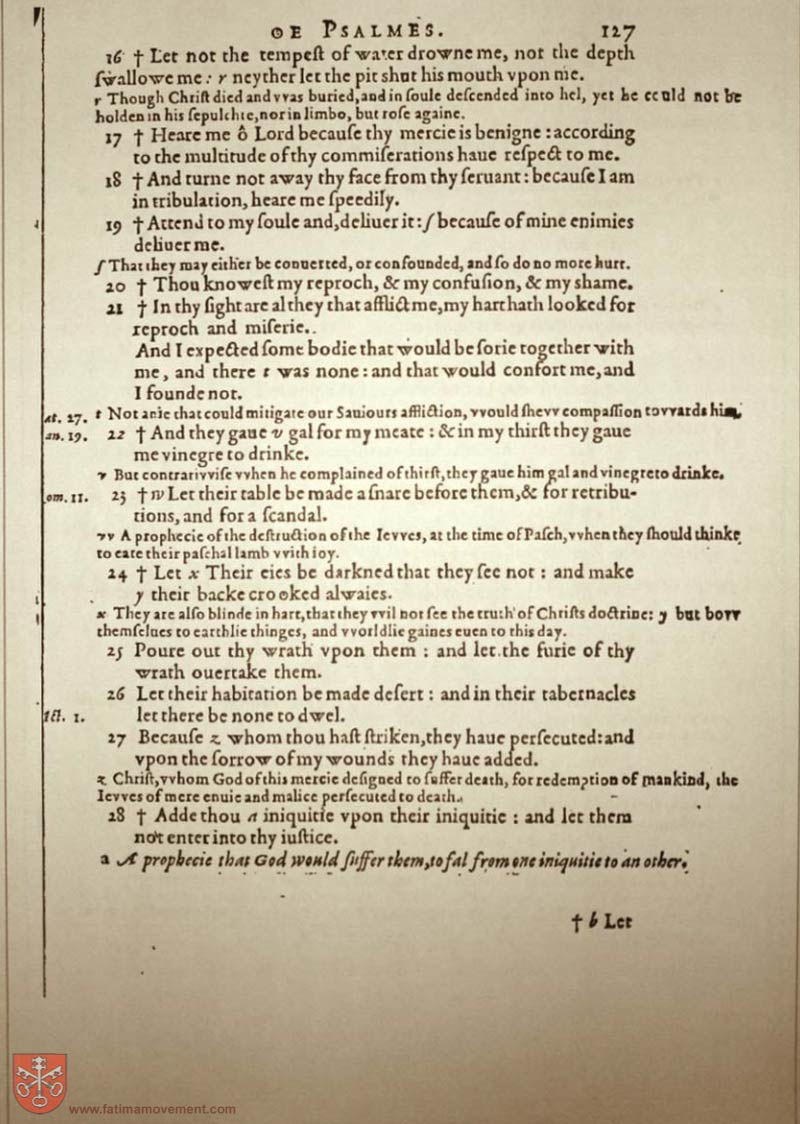 OE PSALMES. 127
16 † Let not the tempeſt of water drowne me, not the depth
ſwallowe me: r neyther let the pit shut his mouth vpon me.
r Though Chriſt died and vvas buried,and in ſoule deſcended into hel, yet he could not be
holden in his ſepulchre,nor in limbo, but roſe againe.
17 † Heare me ô Lord becauſe thy mercie is benigne : according
to the multitude of thy commiſerations haue reſpect to me.
18 † And turne not away thy face from thy ſeruant : becauſe I am
in tribulation, heare me ſpeedily.
19 † Attend to my ſoule and,deliuer it: ſ becauſe of mine enimies
deliuer me.
ſ That they may either be conuerted, or confounded, and ſo do no more hurt.
20 † Thou knoweſt my reproch, & my confuſion, & my shame.
21 † In thy ſight are al they that afflict me,my hart hath looked for
reproch and miſerie..
And I expected ſome bodie that would be ſorie together with
me, and there t was none : and that would confort me, and
I founde not.
at. 27. t Not anie that could mitigate our Sauiours affliction, vvould ſhevv compaſſion tovvards him.
an. 19. 22 † And they gaue v gal for my meate : & in my thirſt they gaue
me vinegre to drinke.
v But contrarivviſe vvhen he complained of thirſt, they gaue him gal and vinegre to drinke.
om. 11. 23 † w Let their table be made a ſnare before them,& for retribu-
tions, and for a ſcandal.
vv A prophecie of the deſtruction of the Ievves, at the time of Paſch, vvhen they ſhould thinke
to eate their paſchal lamb vvith ioy.
24 † Let x Their eies be darkned that they ſee not : and make
y their backe crooked alwaies.
x They are alſo blinde in hart, that they vvil not ſee the truth of Chriſts doctrine: y but bovv
themſelues to earthlie thinges, and vvorldlie gaines euen to this day.
25 Poure out thy wrath vpon them : and let.the furie of thy
wrath ouertake them.
26 Let their habitation be made deſert : and in their tabernacles
1. let there be none to dwel.
27 Becauſe z whom thou haſt ſtriken,they haue perſecuted: and
vpon the ſorrow of my wounds they haue added.
z Chriſt,vvhom God of this mercie deſigned to ſuffer death, for redemption of mankind, the
Ievves of mere enuie and malice perſecuted to death.
28 † Adde thou a iniquitie vpon their iniquitie : and let them
not enter into thy iuſtice.
a A prophecie that God would ſuffer them,to fal from one iniquitie to an other.
† b Let
www.fatimamovement.com